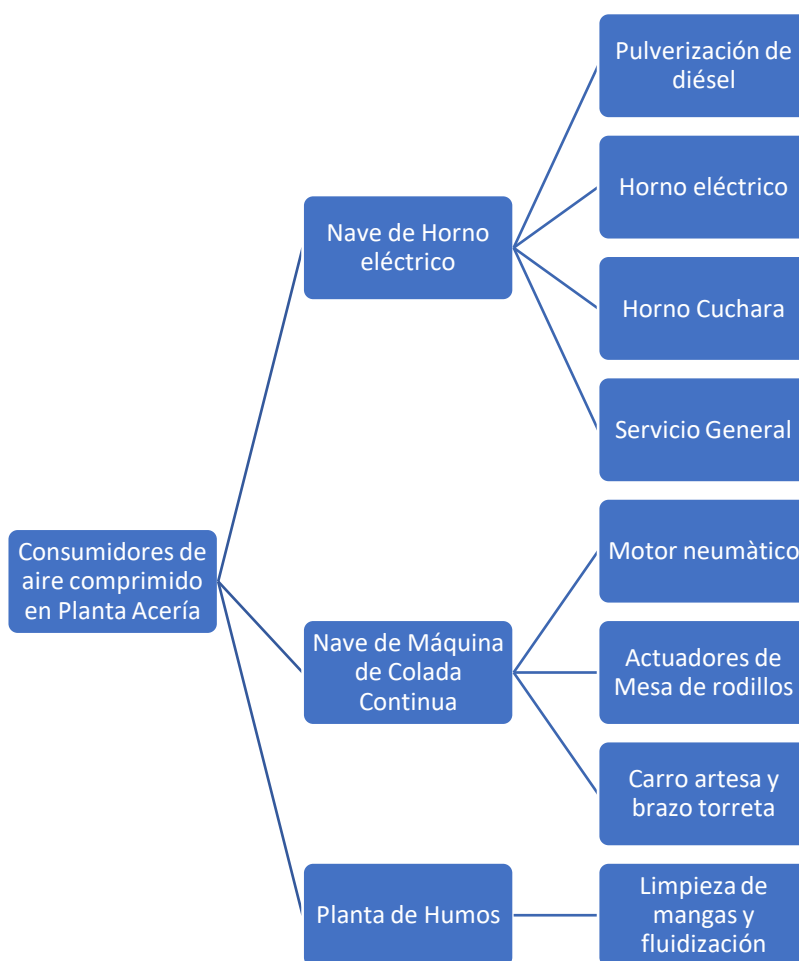 Pulverización de
diésel
Horno eléctrico
Nave de Horno
eléctrico
Horno Cuchara
Servicio General
Consumidores de
aire comprimido
en Planta Acería
Motor neumàtico
Nave de Máquina
de Colada
Continua
Actuadores de
Mesa de rodillos
Carro artesa y
brazo torreta
Planta de Humos
Limpieza de
mangas y
fluidización